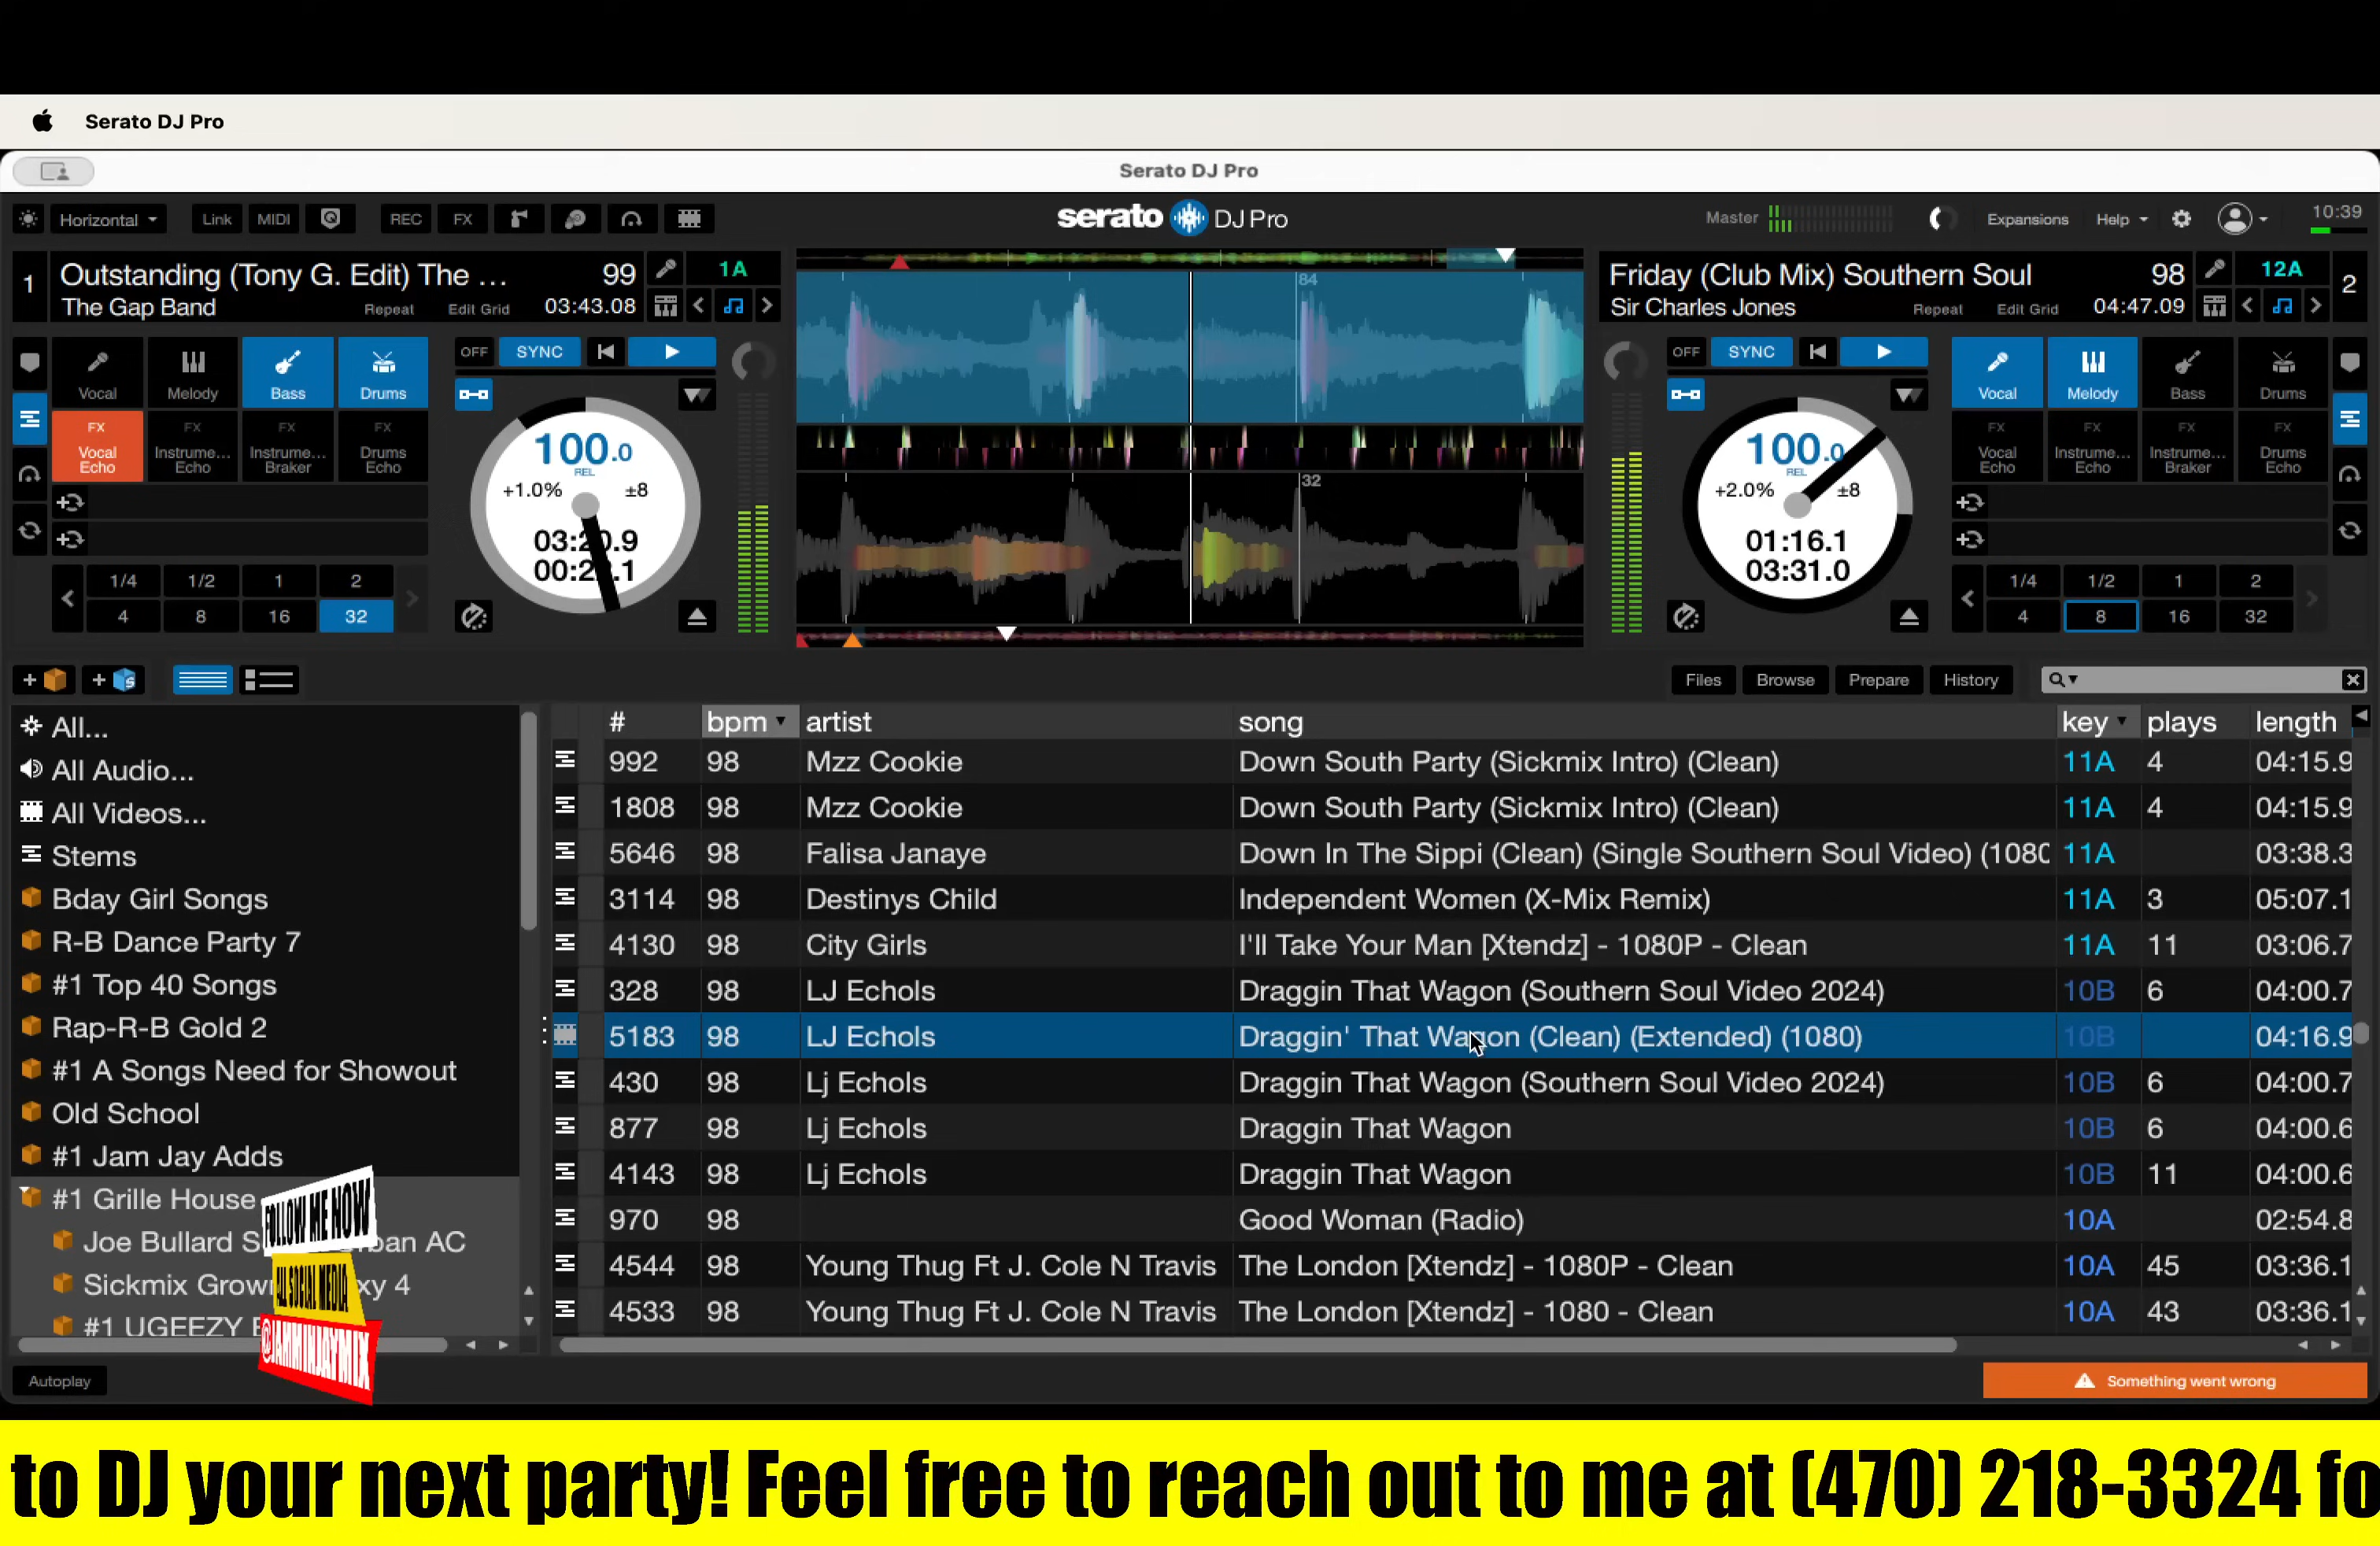 Serato DJ Pro
Serato DJ Pro
Horizontal
Link
MIDI
REC
FX
serato DJ Pro
Master
Expansions
Help
10:39
1
Outstanding (Tony G. Edit) The ...
99
1A
The Gap Band
Repeat
Edit Grid
03:43.08
Vocal
Melody
Bass
Drums
FX
Vocal
Echo
FX
Instrume...
Echo
FX
Instrume...
Braker
FX
Drums
Echo
1/4
1/2
1
2
4
8
16
32
OFF
SYNC
100.0
REL
+1.0%
±8
84
32
Friday (Club Mix) Southern Soul
98
12A
2
Sir Charles Jones
Repeat
Edit Grid
04:47.09
OFF
SYNC
100.0
REL
+2.0%
±8
01:16.1
03:31.0
Vocal
Melody
Bass
Drums
FX
Vocal
Echo
FX
Instrume...
Echo
FX
Instrume...
Braker
FX
Drums
Echo
1/4
1/2
1
2
4
8
16
32
Files
Browse
Prepare
History
All...
All Audio...
All Videos...
Stems
Bday Girl Songs
R-B Dance Party 7
#1 Top 40 Songs
Rap-R-B Gold 2
#1 A Songs Need for Showout
Old School
#1 Jam Jay Adds
#1 Grille House
Joe Bullard
AC
Sickmix
4
#1 UGEEZY
FOLLOW ME NOW
ALL SOCIAL MEDIA
@JAMMINJAYMIX
# bpm artist song key plays length
992 98 Mzz Cookie Down South Party (Sickmix Intro) (Clean) 11A 4 04:15.9
1808 98 Mzz Cookie Down South Party (Sickmix Intro) (Clean) 11A 4 04:15.9
5646 98 Falisa Janaye Down In The Sippi (Clean) (Single Southern Soul Video) (1080 11A 03:38.3
3114 98 Destinys Child Independent Women (X-Mix Remix) 11A 3 05:07.1
4130 98 City Girls I'll Take Your Man [Xtendz] - 1080P - Clean 11A 11 03:06.7
328 98 LJ Echols Draggin That Wagon (Southern Soul Video 2024) 10B 6 04:00.7
5183 98 LJ Echols Draggin' That Wagon (Clean) (Extended) (1080) 10B 04:16.9
430 98 Lj Echols Draggin That Wagon (Southern Soul Video 2024) 10B 6 04:00.7
877 98 Lj Echols Draggin That Wagon 10B 6 04:00.6
4143 98 Lj Echols Draggin That Wagon 10B 11 04:00.6
970 98 Good Woman (Radio) 10A 02:54.8
4544 98 Young Thug Ft J. Cole N Travis The London [Xtendz] - 1080P - Clean 10A 45 03:36.1
4533 98 Young Thug Ft J. Cole N Travis The London [Xtendz] - 1080 - Clean 10A 43 03:36.1
Autoplay
Something went wrong
to DJ your next party! Feel free to reach out to me at (470) 218-3324 fo